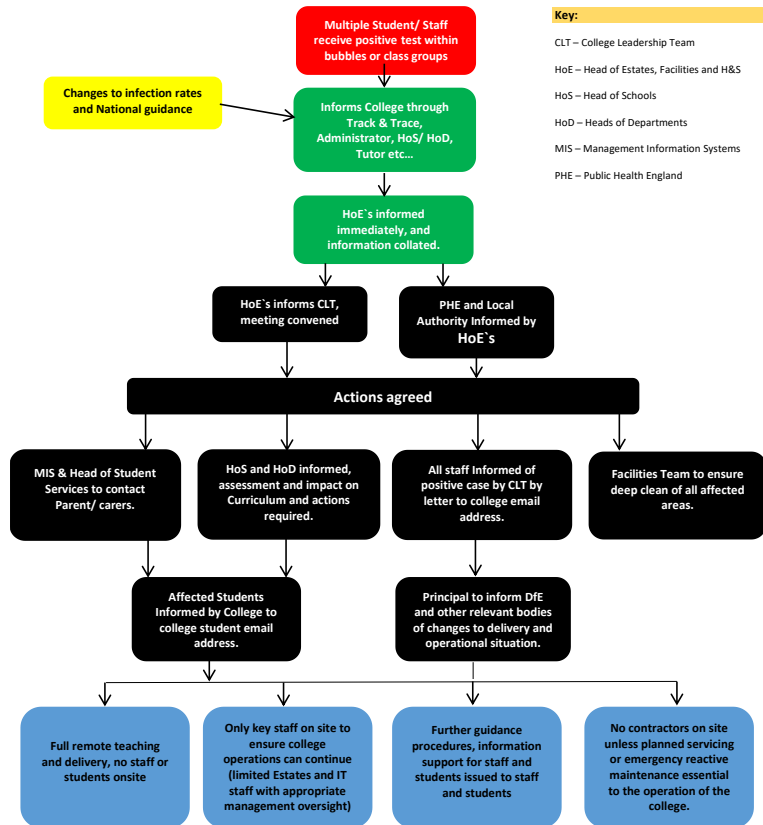 Multiple Student/ Staff
receive positive test within
bubbles or class groups
Key:
CLT – College Leadership Team
HoE – Head of Estates, Facilities and H&S
HoS – Head of Schools
HoD – Heads of Departments
MIS – Management Information Systems
PHE – Public Health England
Changes to infection rates
and National guidance
Informs College through
Track & Trace,
Administrator, HoS/ HoD,
Tutor etc…
HoE`s informed
immediately, and
information collated.
HoE`s informs CLT,
meeting convened
PHE and Local
Authority Informed by
HoE`s
Actions agreed
MIS & Head of Student
Services to contact
Parent/ carers.
HoS and HoD informed,
assessment and impact on
Curriculum and actions
required.
All staff Informed of
positive case by CLT by
letter to college email
address.
Facilities Team to ensure
deep clean of all affected
areas.
Affected Students
Informed by College to
college student email
address.
Principal to inform DfE
and other relevant bodies
of changes to delivery and
operational situation.
Full remote teaching
and delivery, no staff or
students onsite
Only key staff on site to
ensure college
operations can continue
(limited Estates and IT
staff with appropriate
management oversight)
Further guidance
procedures, information
support for staff and
students issued to staff
and students
No contractors on site
unless planned servicing
or emergency reactive
maintenance essential
to the operation of the
college.